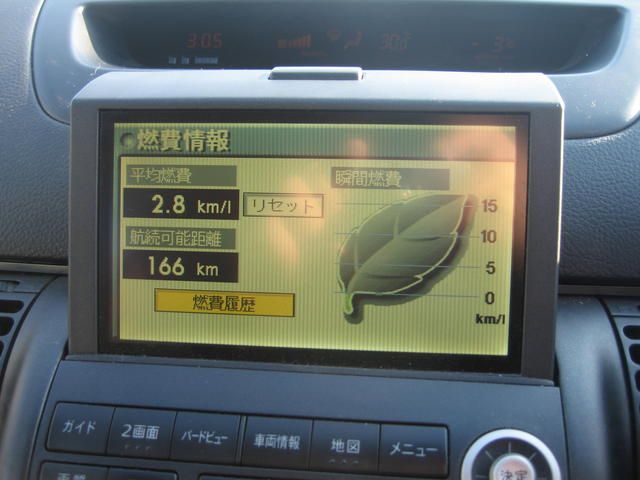 3:05
30.0
-3℃
燃費情報
平均燃費
瞬間燃費
2.8 km/l
リセット
15
航続可能距離
10
166 km
5
燃費履歴
0
km/l
ガイド
2画面
バードビュー
車両情報
地図
メニュー
画質
決定